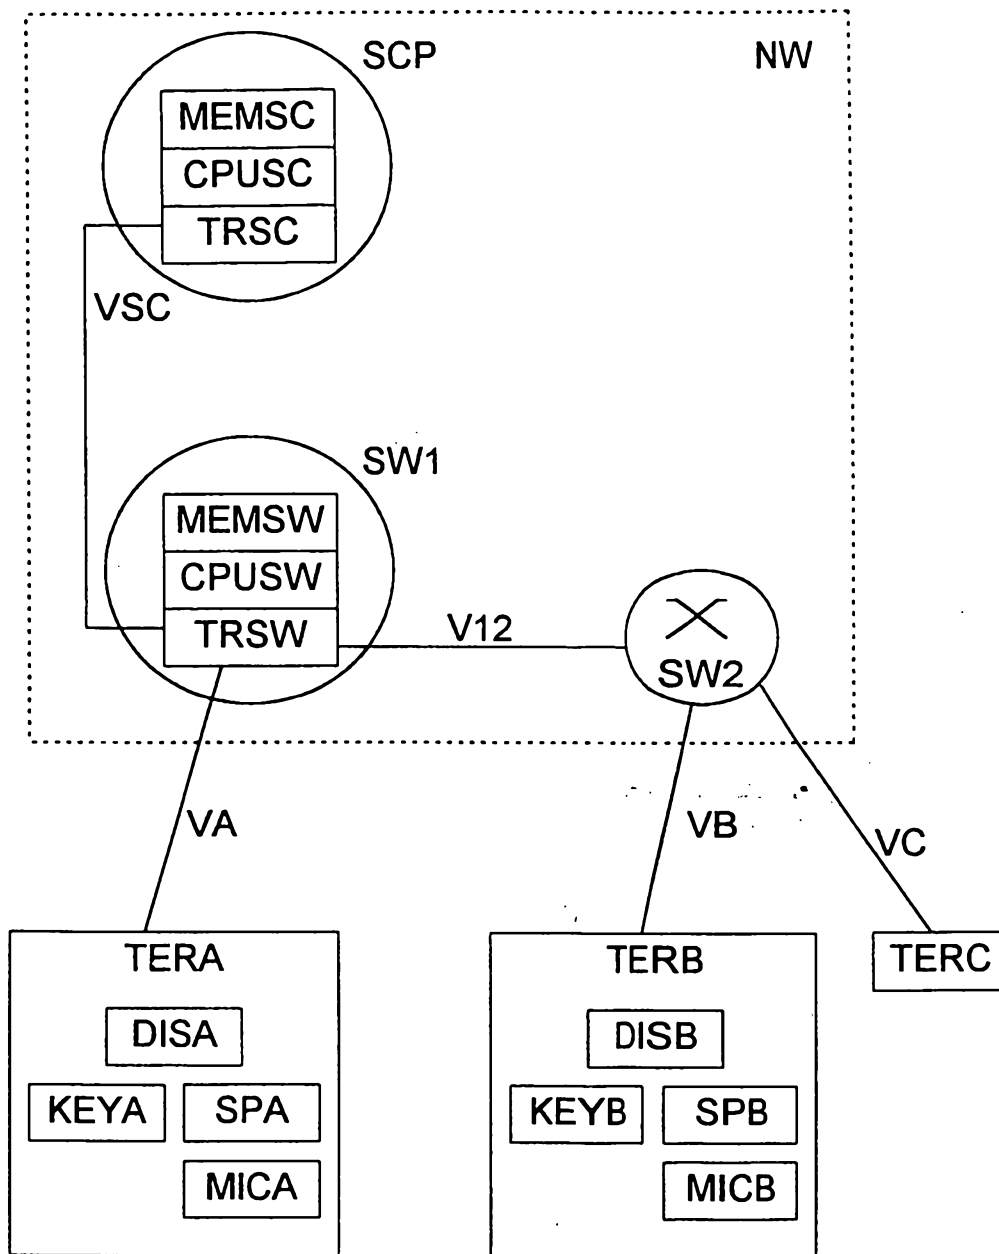 SCP
NW
MEMSC
CPUSC
TRSC
VSC
SW1
MEMSW
CPUSW
TRSW
V12
SW2
VA
VB
VC
TERA
DISA
KEYA
SPA
MICA
TERB
DISB
KEYB
SPB
MICB
TERC